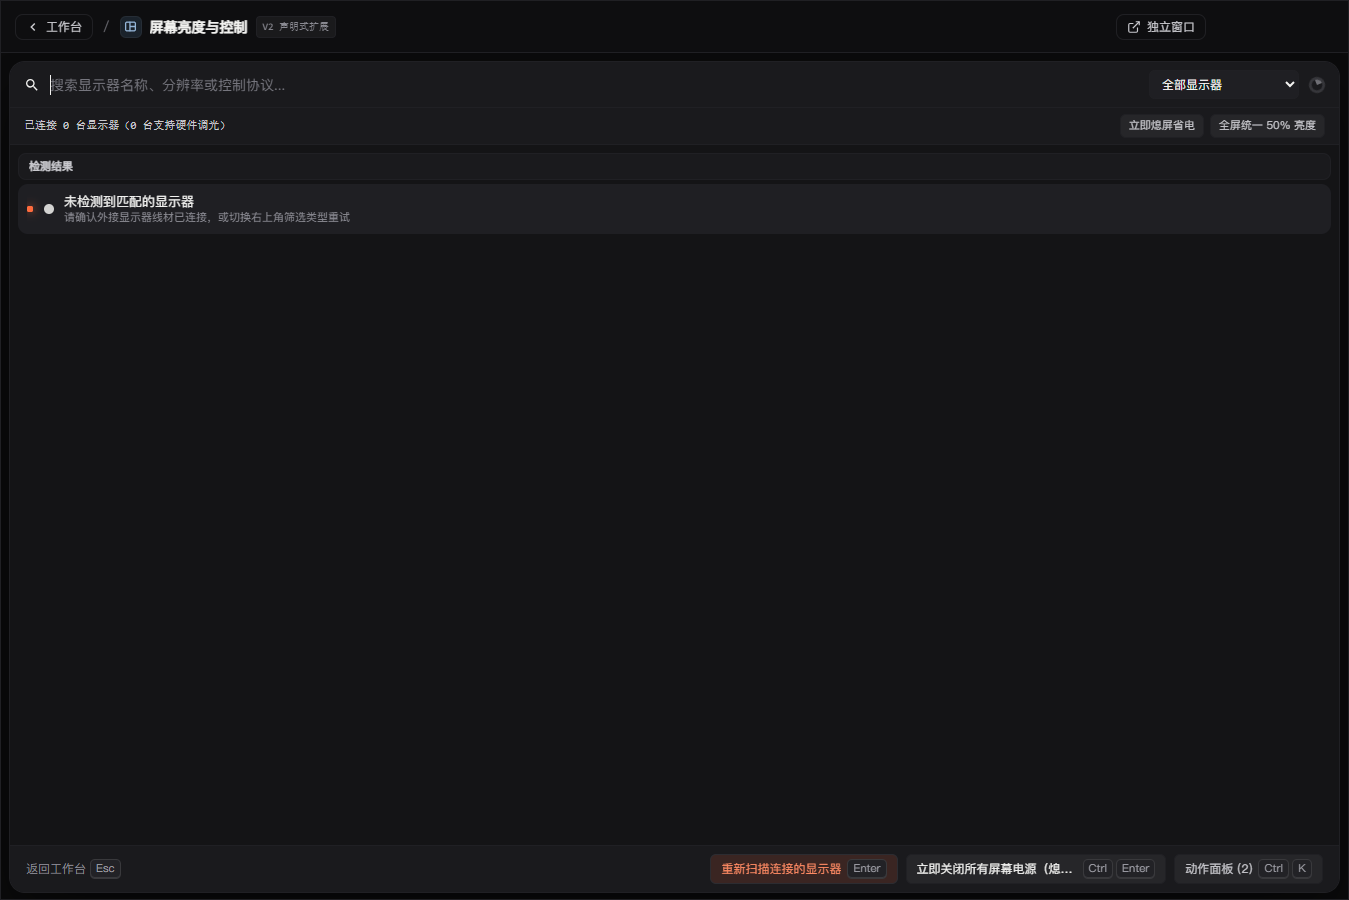 工作台 / 屏幕亮度与控制 V2 声明式扩展 独立窗口
搜索显示器名称、分辨率或控制协议... 全部显示器
已连接 0 台显示器（0 台支持硬件调光） 立即熄屏省电 全屏统一 50% 亮度
检测结果
未检测到匹配的显示器
请确认外接显示器线材已连接，或切换右上角筛选类型重试
返回工作台 Esc 重新扫描连接的显示器 Enter 立即关闭所有屏幕电源（熄... Ctrl Enter 动作面板 (2) Ctrl K